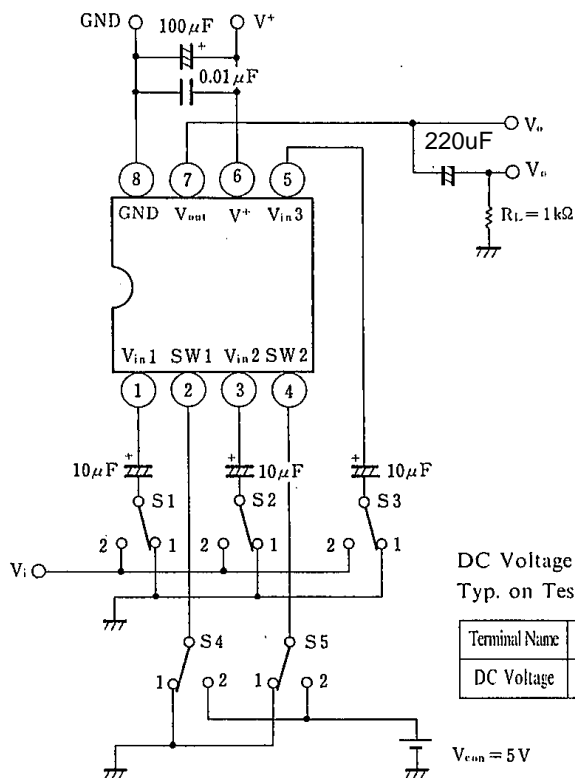 GND 100µF + V+
0.01µF
Vo
220uF
Vo
8 7 6 5
RL=1kΩ
GND Vout V+ Vin3
Vin1 SW1 Vin2 SW2
1 2 3 4
+ + +
10µF 10µF 10µF
S1 S2 S3
2 1 2 1 2 1
Vi
DC Voltage
Typ. on Tes
S4 S5
Terminal Name
1 2 1 2
DC Voltage
Vcon=5V